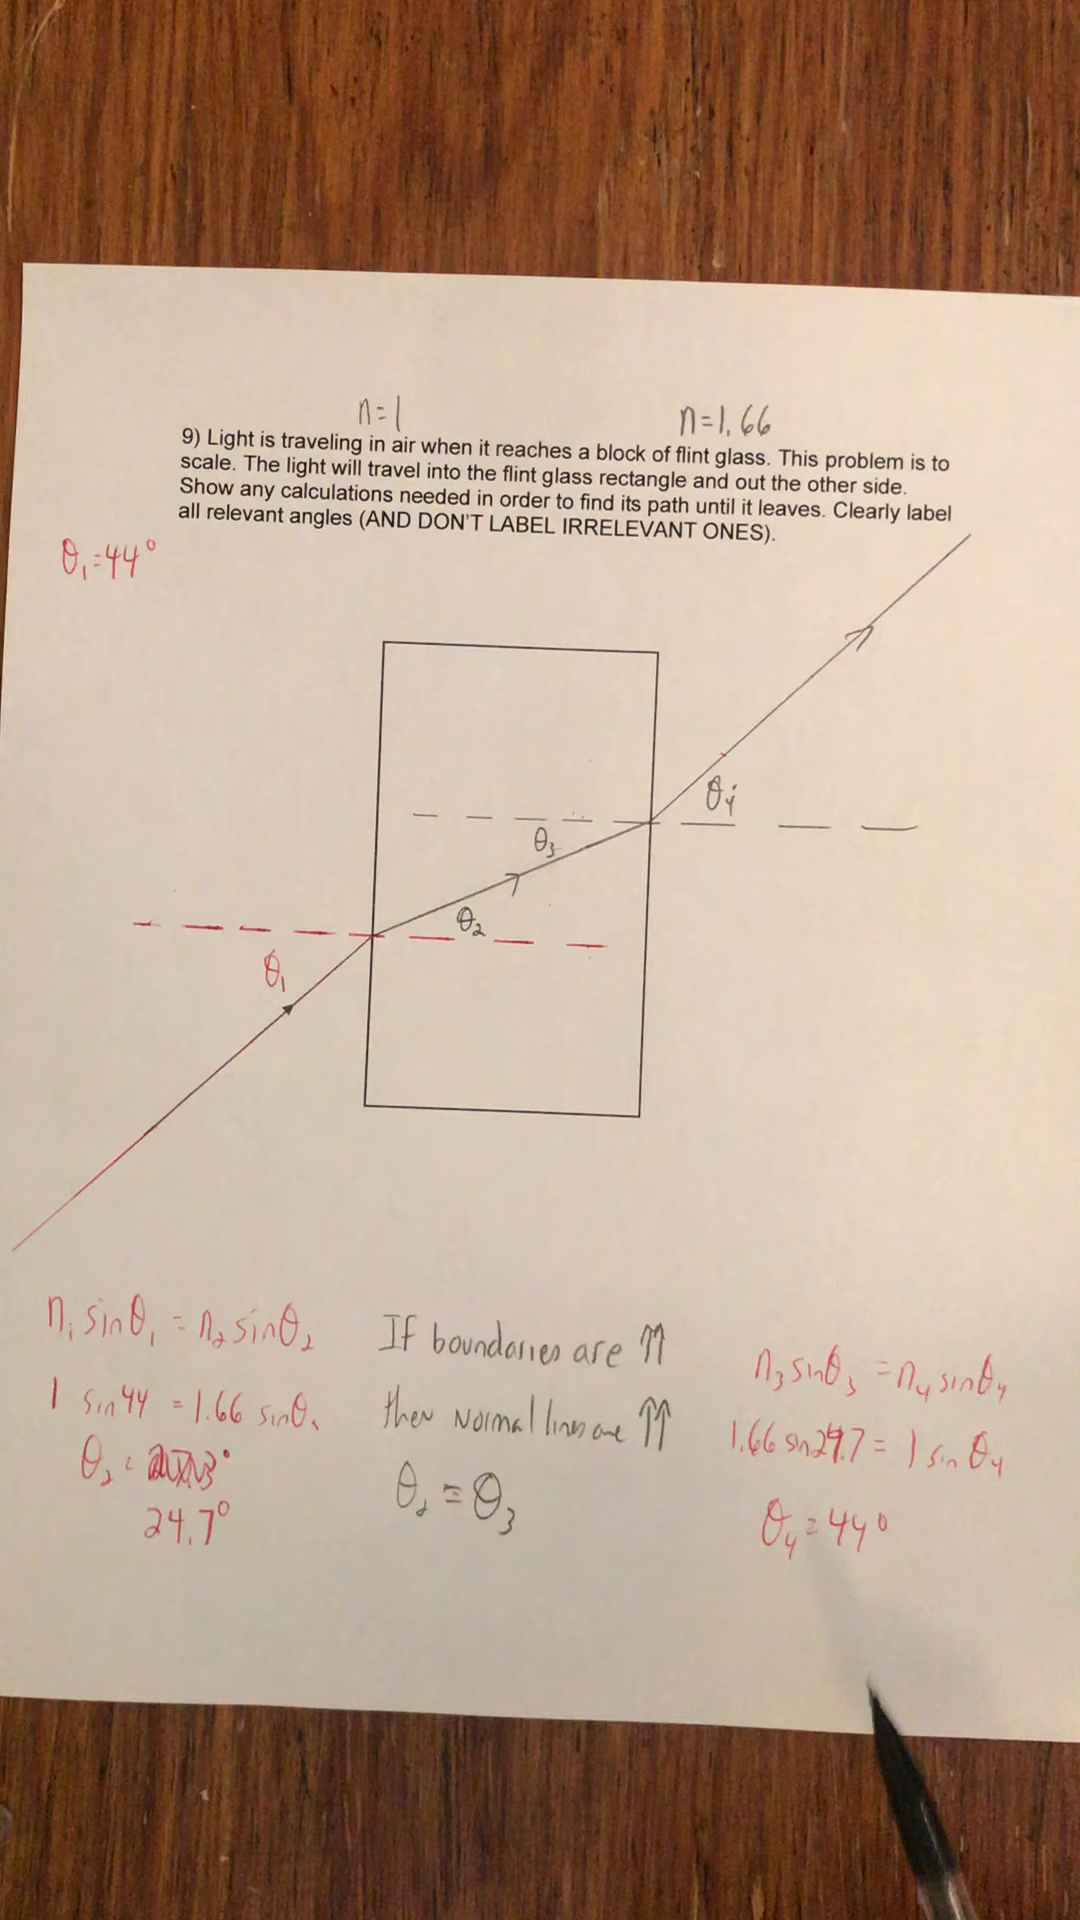 n=1 n=1.66
9) Light is traveling in air when it reaches a block of flint glass. This problem is to
scale. The light will travel into the flint glass rectangle and out the other side.
Show any calculations needed in order to find its path until it leaves. Clearly label
all relevant angles (AND DON'T LABEL IRRELEVANT ONES).
θ₁=44°
θ₄
θ₃
θ₂
θ₁
n₁ sinθ₁ = n₂ sinθ₂
1 sin44 = 1.66 sinθ₂
θ₂ =
24.7°
If boundaries are ⇈
then normal lines are ⇈
θ₂ ≅ θ₃
n₃ sinθ₃ = n₄ sinθ₄
1.66 sin24.7 = 1 sin θ₄
θ₄ = 44°